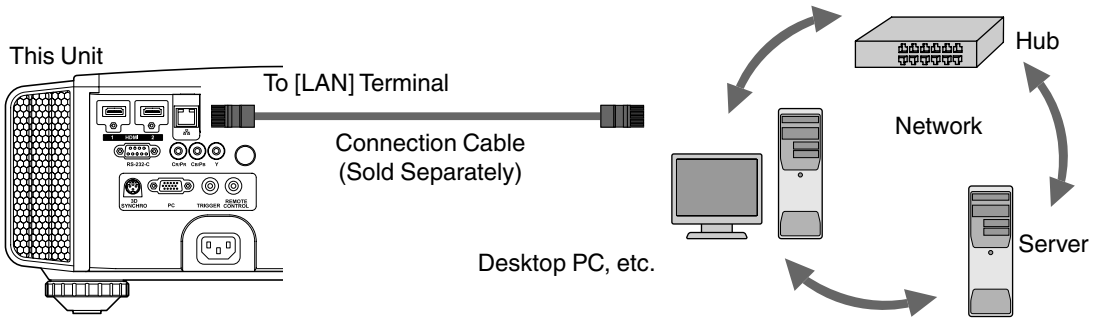 This Unit
To [LAN] Terminal
Connection Cable
(Sold Separately)
Hub
Network
Server
Desktop PC, etc.
1 HDMI 2
RS-232-C
CR/PR CB/PB Y
3D
SYNCHRO
PC
TRIGGER
REMOTE
CONTROL